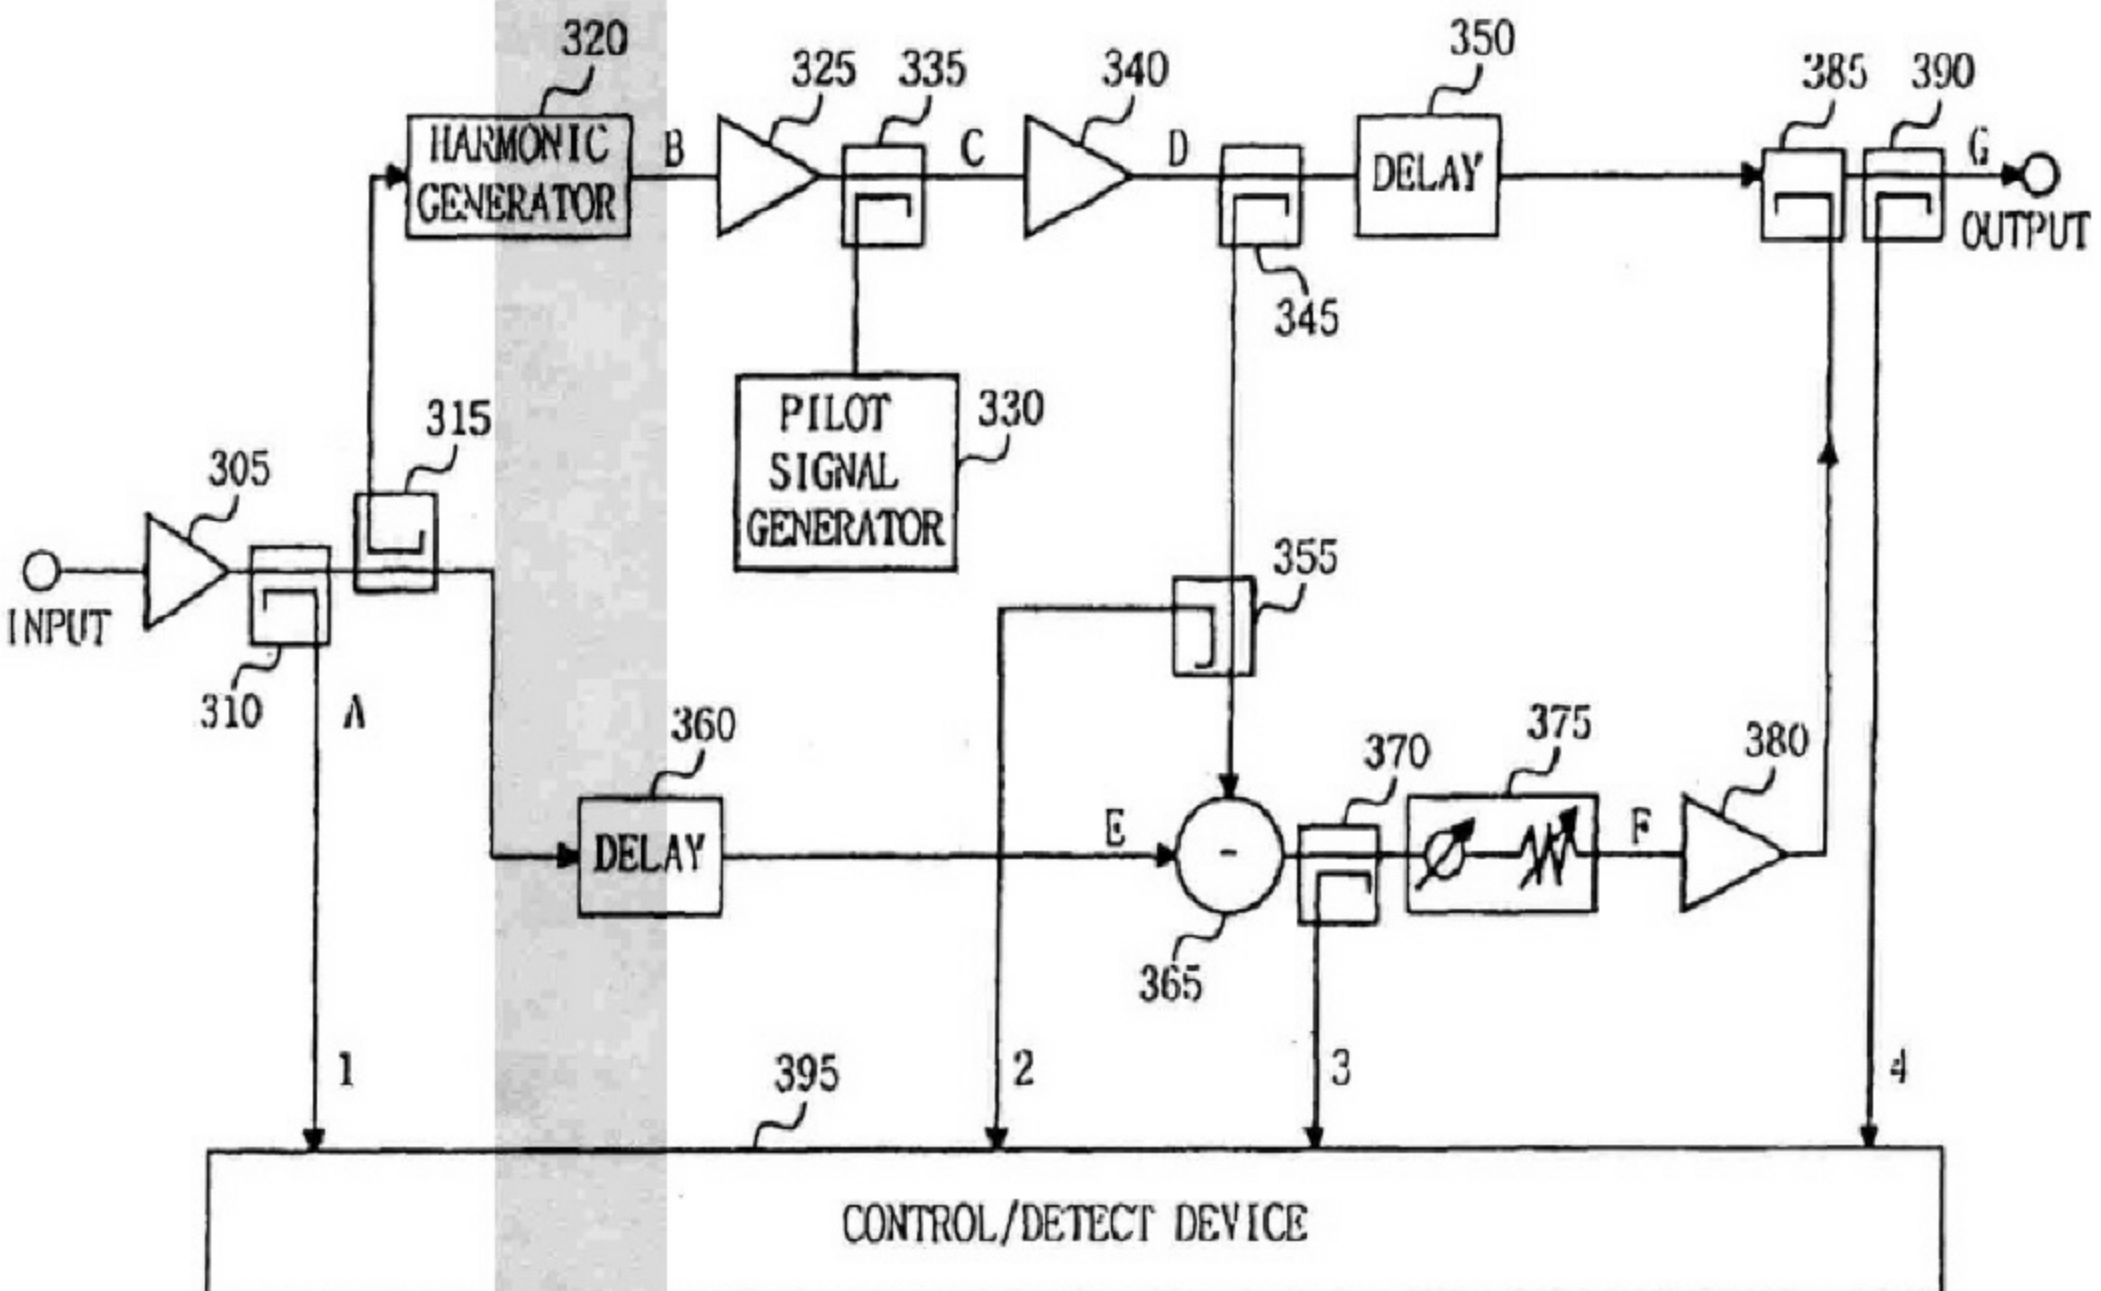 320
325
335
340
350
385
390
HARMONIC
GENERATOR
B
C
D
DELAY
G
OUTPUT
345
PILOT
SIGNAL
GENERATOR
330
315
305
INPUT
310
A
355
360
370
375
380
DELAY
E
-
F
365
1
2
3
4
395
CONTROL/DETECT DEVICE